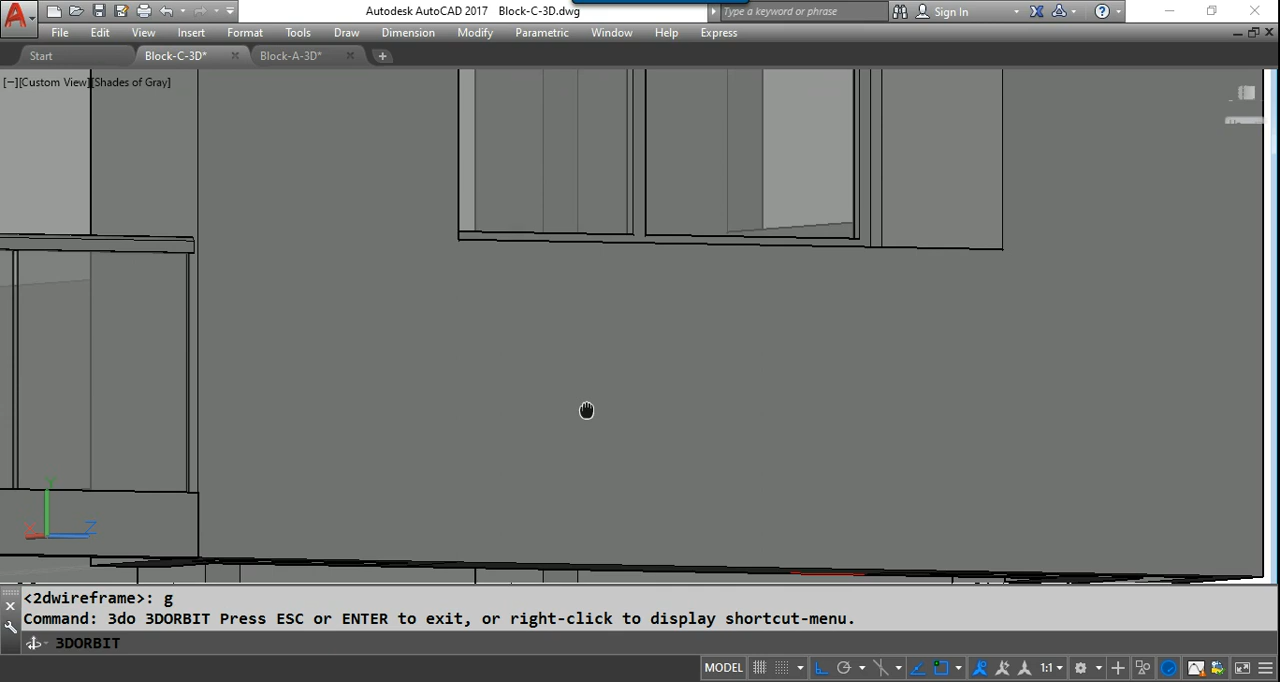 Autodesk AutoCAD 2017 Block-C-3D.dwg
Type a keyword or phrase
Sign In
File Edit View Insert Format Tools Draw Dimension Modify Parametric Window Help Express
Start Block-C-3D* Block-A-3D*
[−][Custom View][Shades of Gray]
Y
X
Z
<2dwireframe>: g
Command: 3do 3DORBIT Press ESC or ENTER to exit, or right-click to display shortcut-menu.
3DORBIT
MODEL 1:1